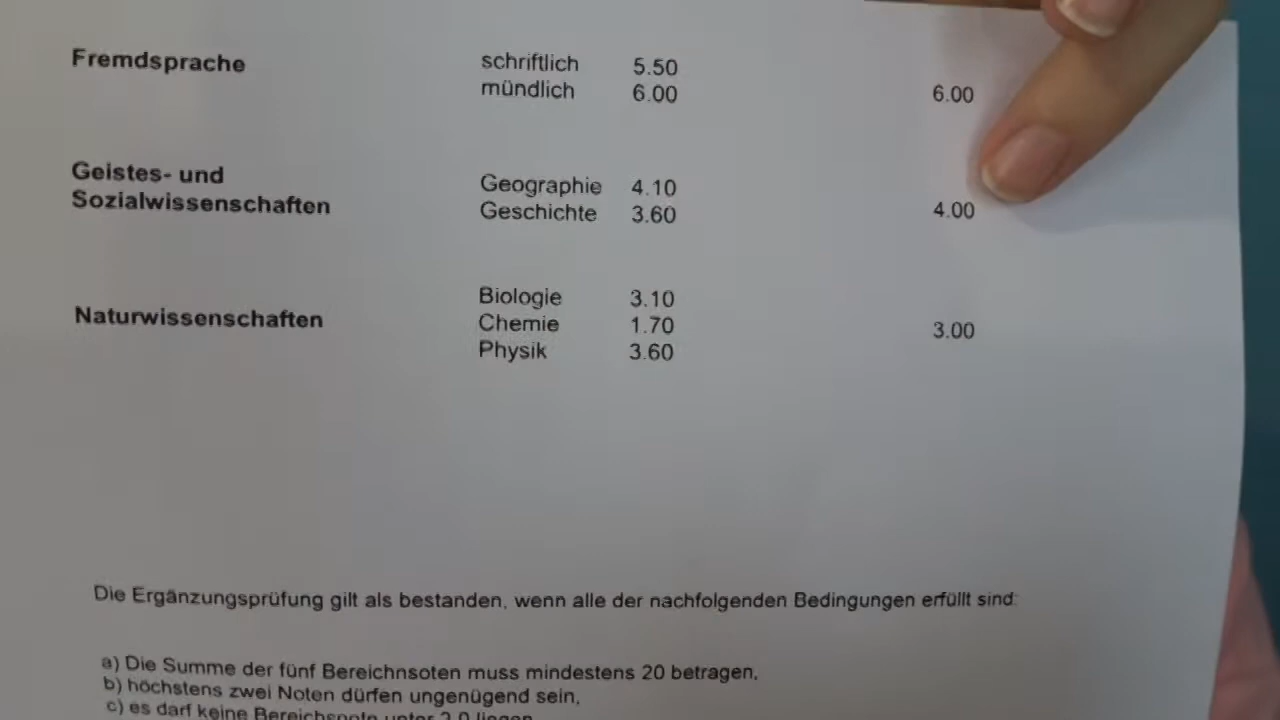 Fremdsprache schriftlich 5.50
mündlich 6.00 6.00
Geistes- und
Sozialwissenschaften Geographie 4.10
Geschichte 3.60 4.00
Biologie 3.10
Naturwissenschaften Chemie 1.70 3.00
Physik 3.60
Die Ergänzungsprüfung gilt als bestanden, wenn alle der nachfolgenden Bedingungen erfüllt sind:
a) Die Summe der fünf Bereichnsoten muss mindestens 20 betragen,
b) höchstens zwei Noten dürfen ungenügend sein,
c) es darf keine Bereichsnote unter